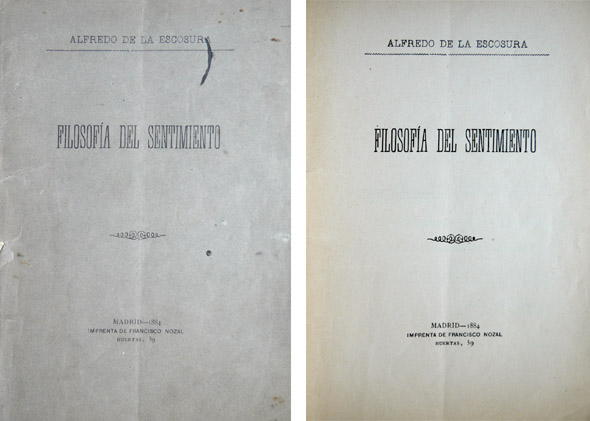 ALFREDO DE LA ESCOSURA
FILOSOFÍA DEL SENTIMIENTO
MADRID—1884
IMPRENTA DE FRANCISCO NOZAL
HUERTAS, 59
ALFREDO DE LA ESCOSURA
FILOSOFÍA DEL SENTIMIENTO
MADRID—1884
IMPRENTA DE FRANCISCO NOZAL
HUERTAS, 59